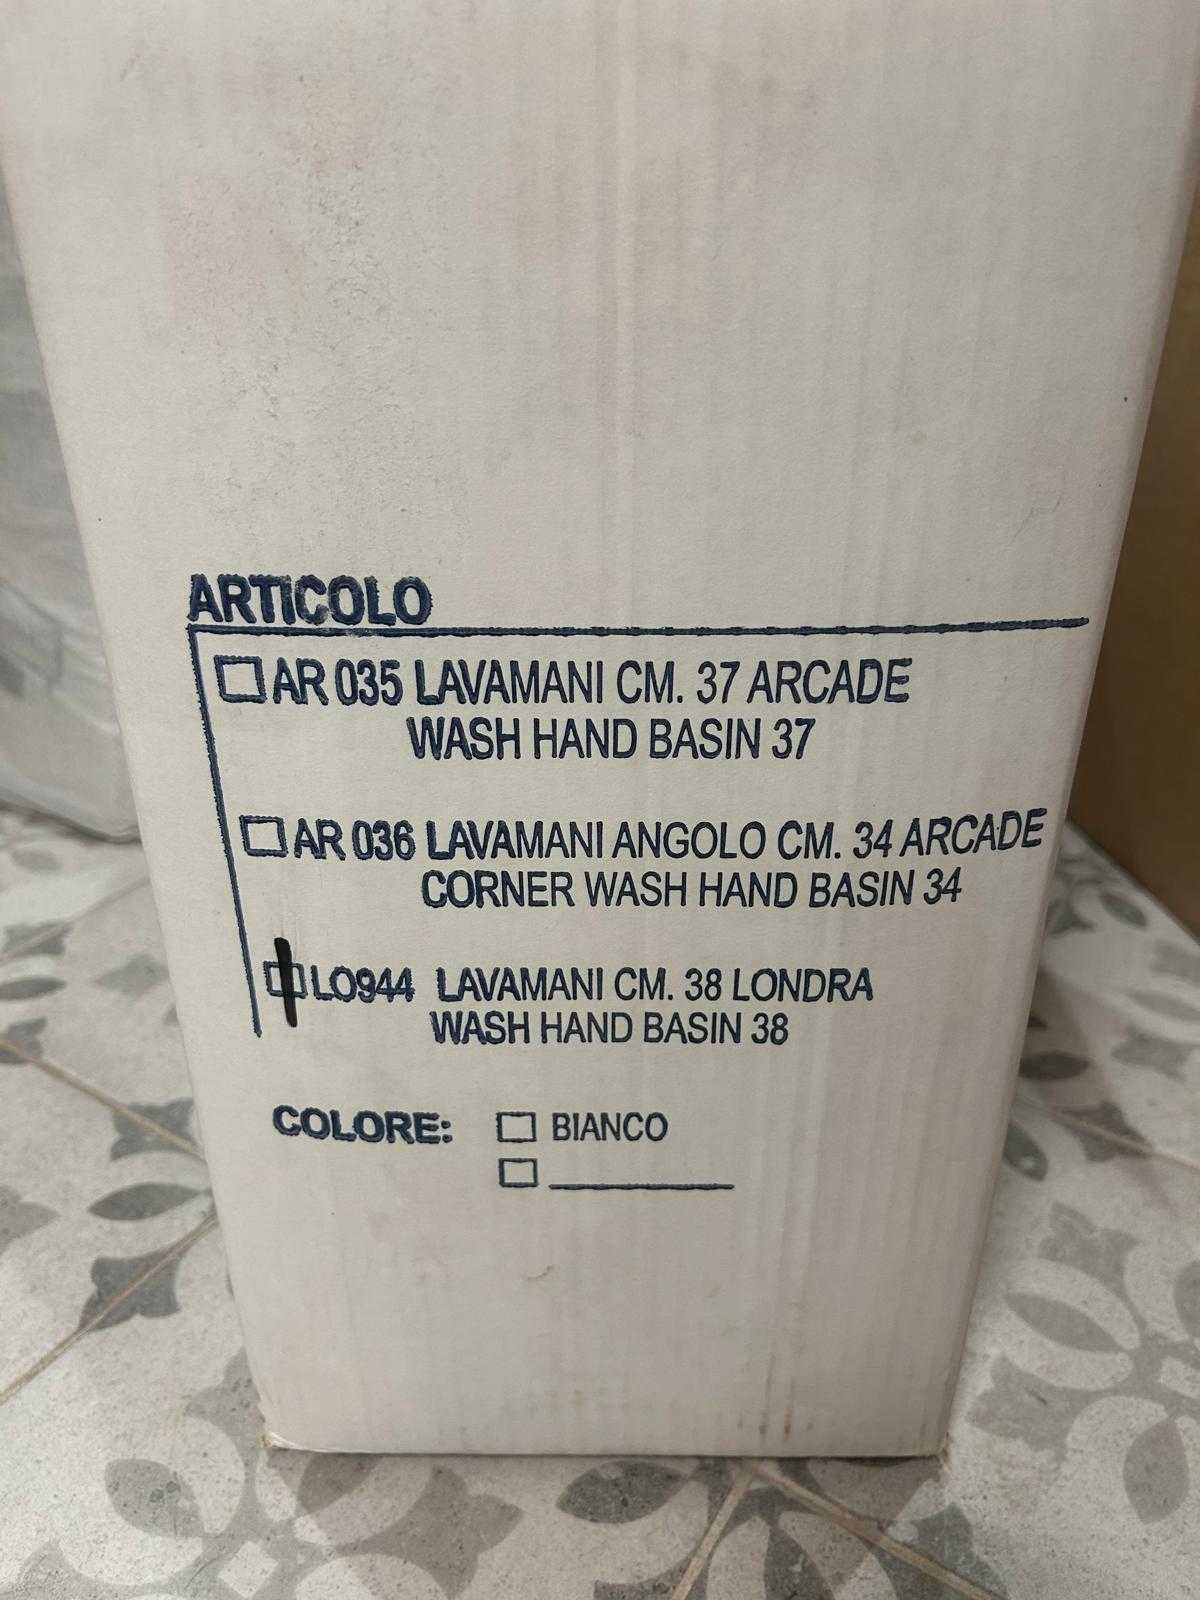 ARTICOLO
AR 035 LAVAMANI CM. 37 ARCADE
WASH HAND BASIN 37
AR 036 LAVAMANI ANGOLO CM. 34 ARCADE
CORNER WASH HAND BASIN 34
LO944 LAVAMANI CM. 38 LONDRA
WASH HAND BASIN 38
COLORE: BIANCO